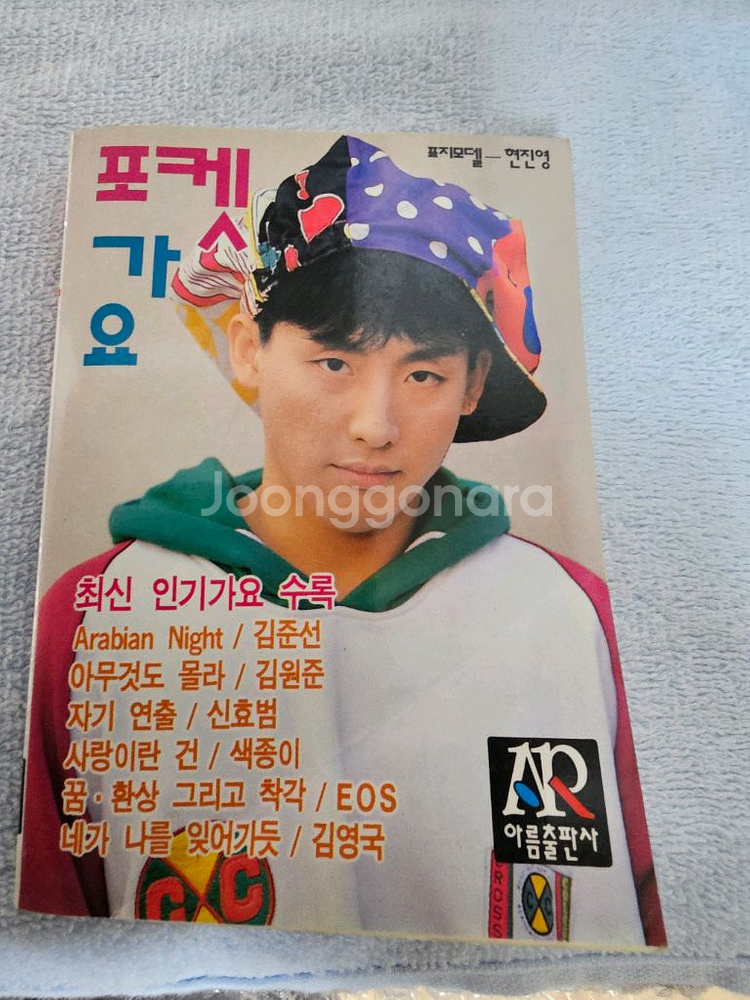 포켓
가
요
표지모델 — 현진영
Joonggonara
최신 인기가요 수록
Arabian Night / 김준선
아무것도 몰라 / 김원준
자기 연출 / 신효범
사랑이란 건 / 색종이
꿈·환상 그리고 착각 / EOS
네가 나를 잊어가듯 / 김영국
AR
아름출판사
CXC
CROSS